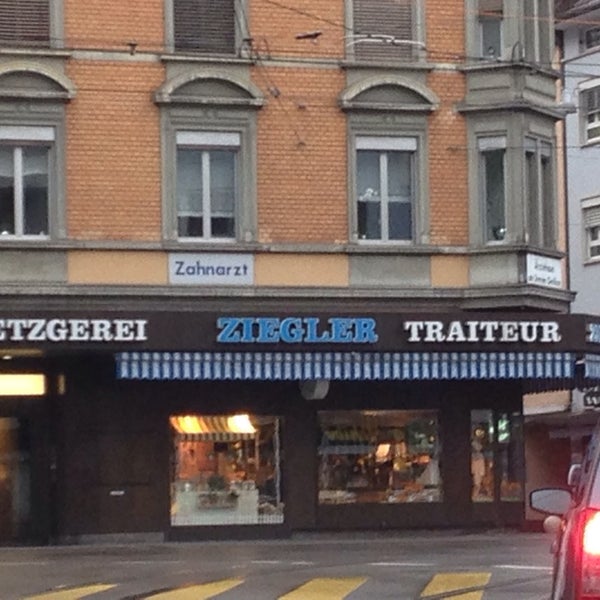 Zahnarzt
ETZGEREI ZIEGLER TRAITEUR